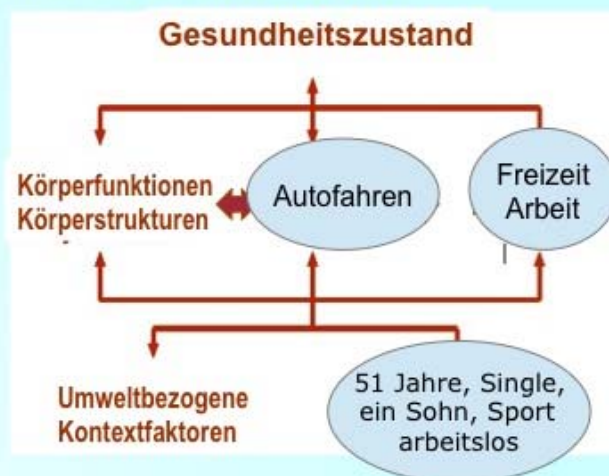 Gesundheitszustand
Körperfunktionen
Körperstrukturen
Autofahren
Freizeit
Arbeit
Umweltbezogene
Kontextfaktoren
51 Jahre, Single,
ein Sohn, Sport
arbeitslos